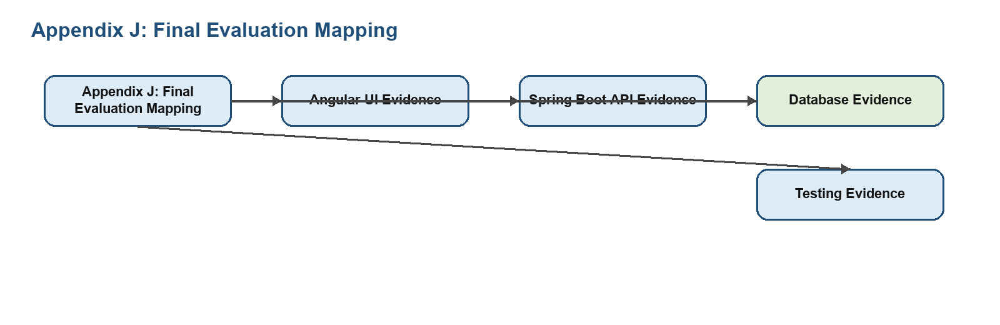 Appendix J: Final Evaluation Mapping
Appendix J: Final
Evaluation Mapping
Angular UI Evidence
Spring Boot API Evidence
Database Evidence
Testing Evidence